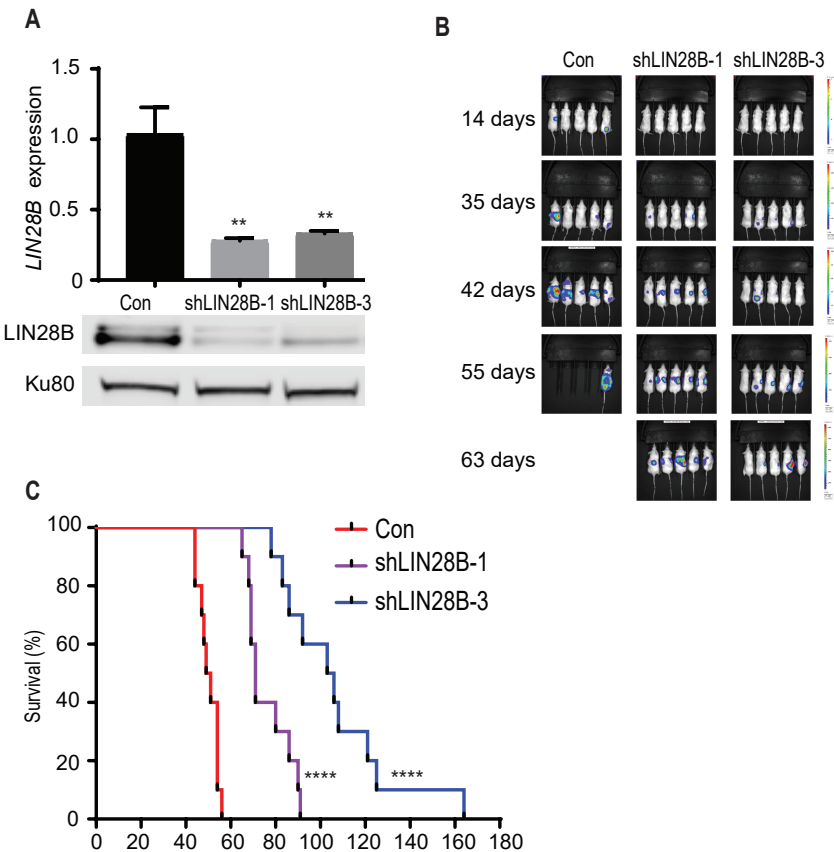 A
1.5
1.0
0.5
0
LIN28B expression
**
**
Con shLIN28B-1 shLIN28B-3
LIN28B
Ku80
B
Con shLIN28B-1 shLIN28B-3
14 days
35 days
42 days
55 days
63 days
C
100
80
60
40
20
0
Survival (%)
Con
shLIN28B-1
shLIN28B-3
****
****
0 20 40 60 80 100 120 140 160 180